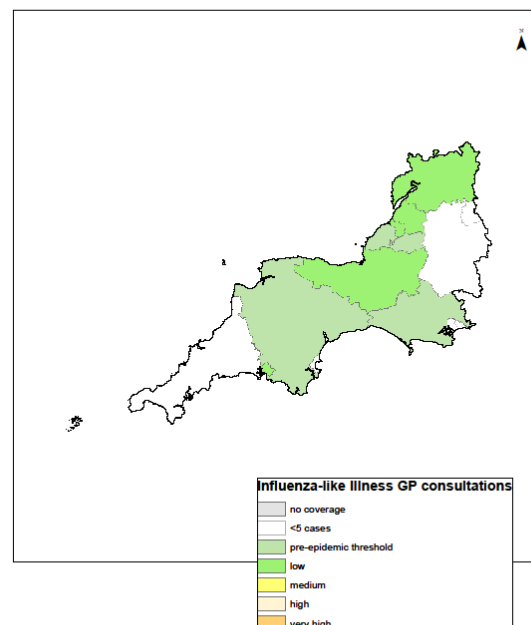 N
Influenza-like Illness GP consultations
no coverage
<5 cases
pre-epidemic threshold
low
medium
high
very high